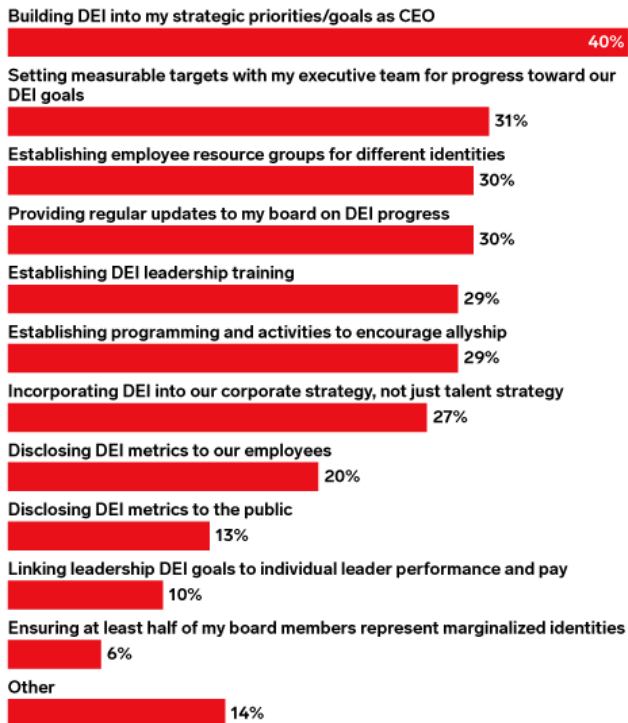 Building DEI into my strategic priorities/goals as CEO
40%
Setting measurable targets with my executive team for progress toward our
DEI goals
31%
Establishing employee resource groups for different identities
30%
Providing regular updates to my board on DEI progress
30%
Establishing DEI leadership training
29%
Establishing programming and activities to encourage allyship
29%
Incorporating DEI into our corporate strategy, not just talent strategy
27%
Disclosing DEI metrics to our employees
20%
Disclosing DEI metrics to the public
13%
Linking leadership DEI goals to individual leader performance and pay
10%
Ensuring at least half of my board members represent marginalized identities
6%
Other
14%